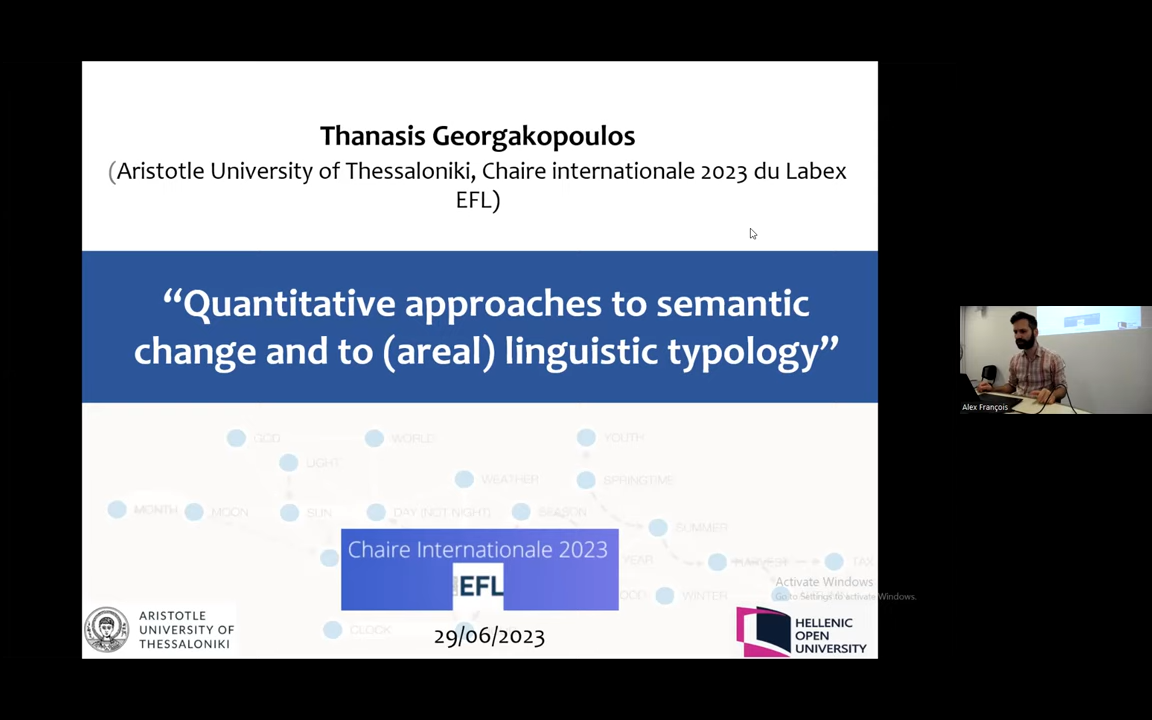 Thanasis Georgakopoulos
(Aristotle University of Thessaloniki, Chaire internationale 2023 du Labex
EFL)
“Quantitative approaches to semantic
change and to (areal) linguistic typology”
GOD
WORLD
YOUTH
LIGHT
WEATHER
SPRINGTIME
MONTH
MOON
SUN
DAY (NOT NIGHT)
SEASON
SUMMER
YEAR
HARVEST
TAX
WINTER
CLOCK
Chaire Internationale 2023
EFL
29/06/2023
ARISTOTLE
UNIVERSITY OF
THESSALONIKI
HELLENIC
OPEN
UNIVERSITY
Activate Windows
Go to Settings to activate Windows.
Alex François